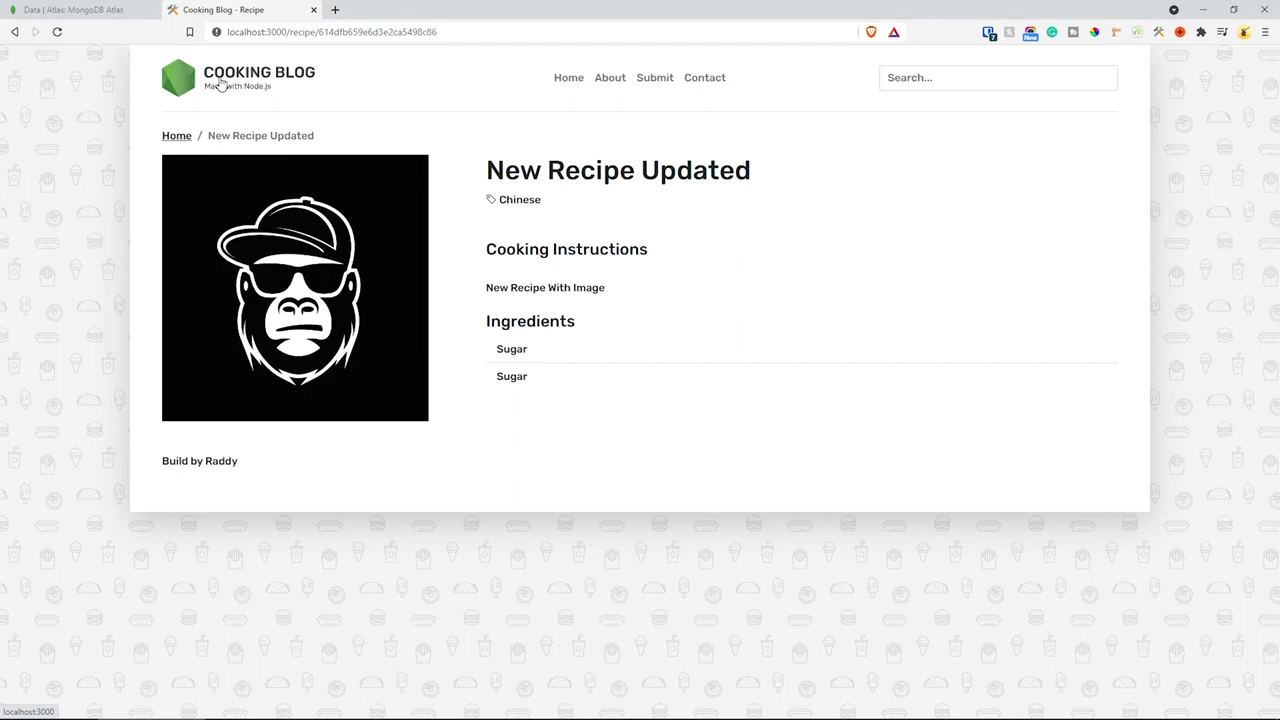 Data | Atlas: MongoDB Atlas
Cooking Blog - Recipe
localhost:3000/recipe/614dfb659e6d3e2ca5498c86
COOKING BLOG
Made with Node.js
Home
About
Submit
Contact
Search...
Home / New Recipe Updated
New Recipe Updated
Chinese
Cooking Instructions
New Recipe With Image
Ingredients
Sugar
Sugar
Build by Raddy
localhost:3000